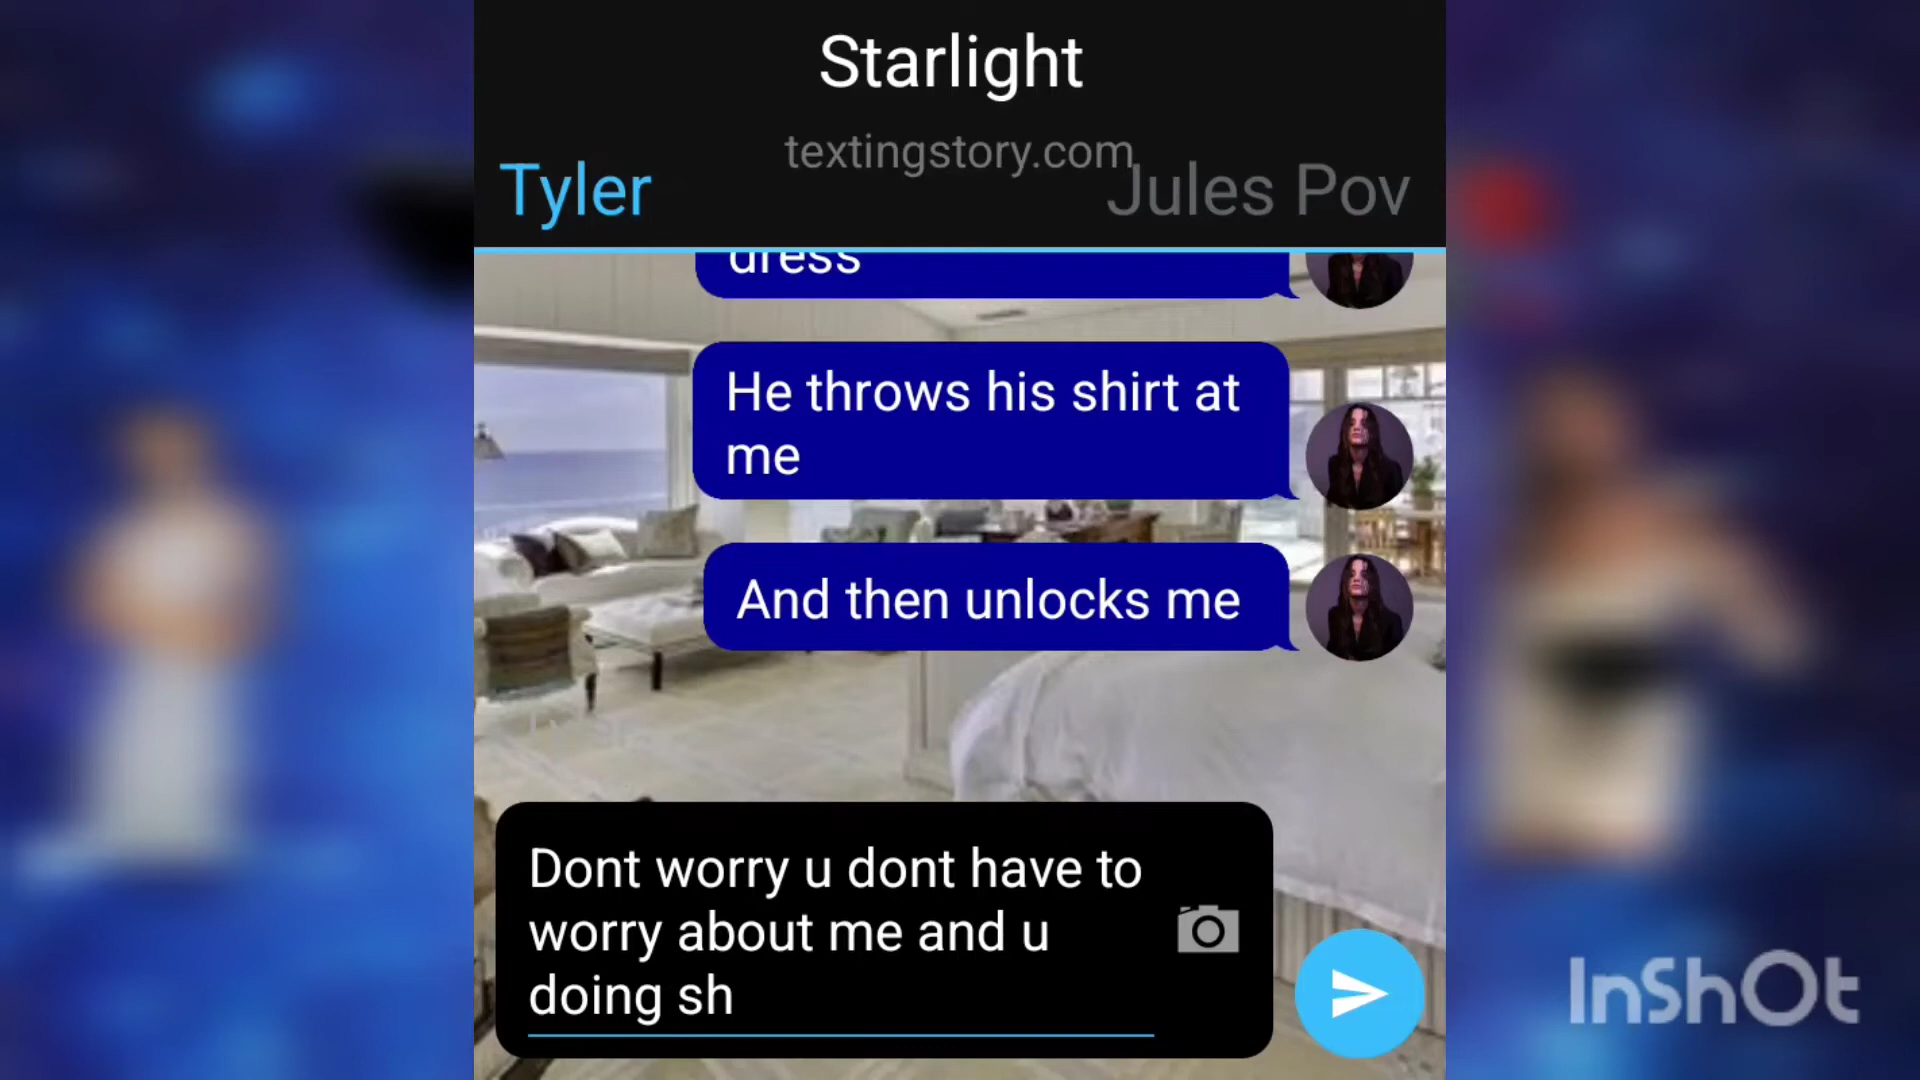 Starlight
textingstory.com
Tyler
Jules Pov
dress
He throws his shirt at
me
And then unlocks me
Dont worry u dont have to
worry about me and u
doing sh
InShOt